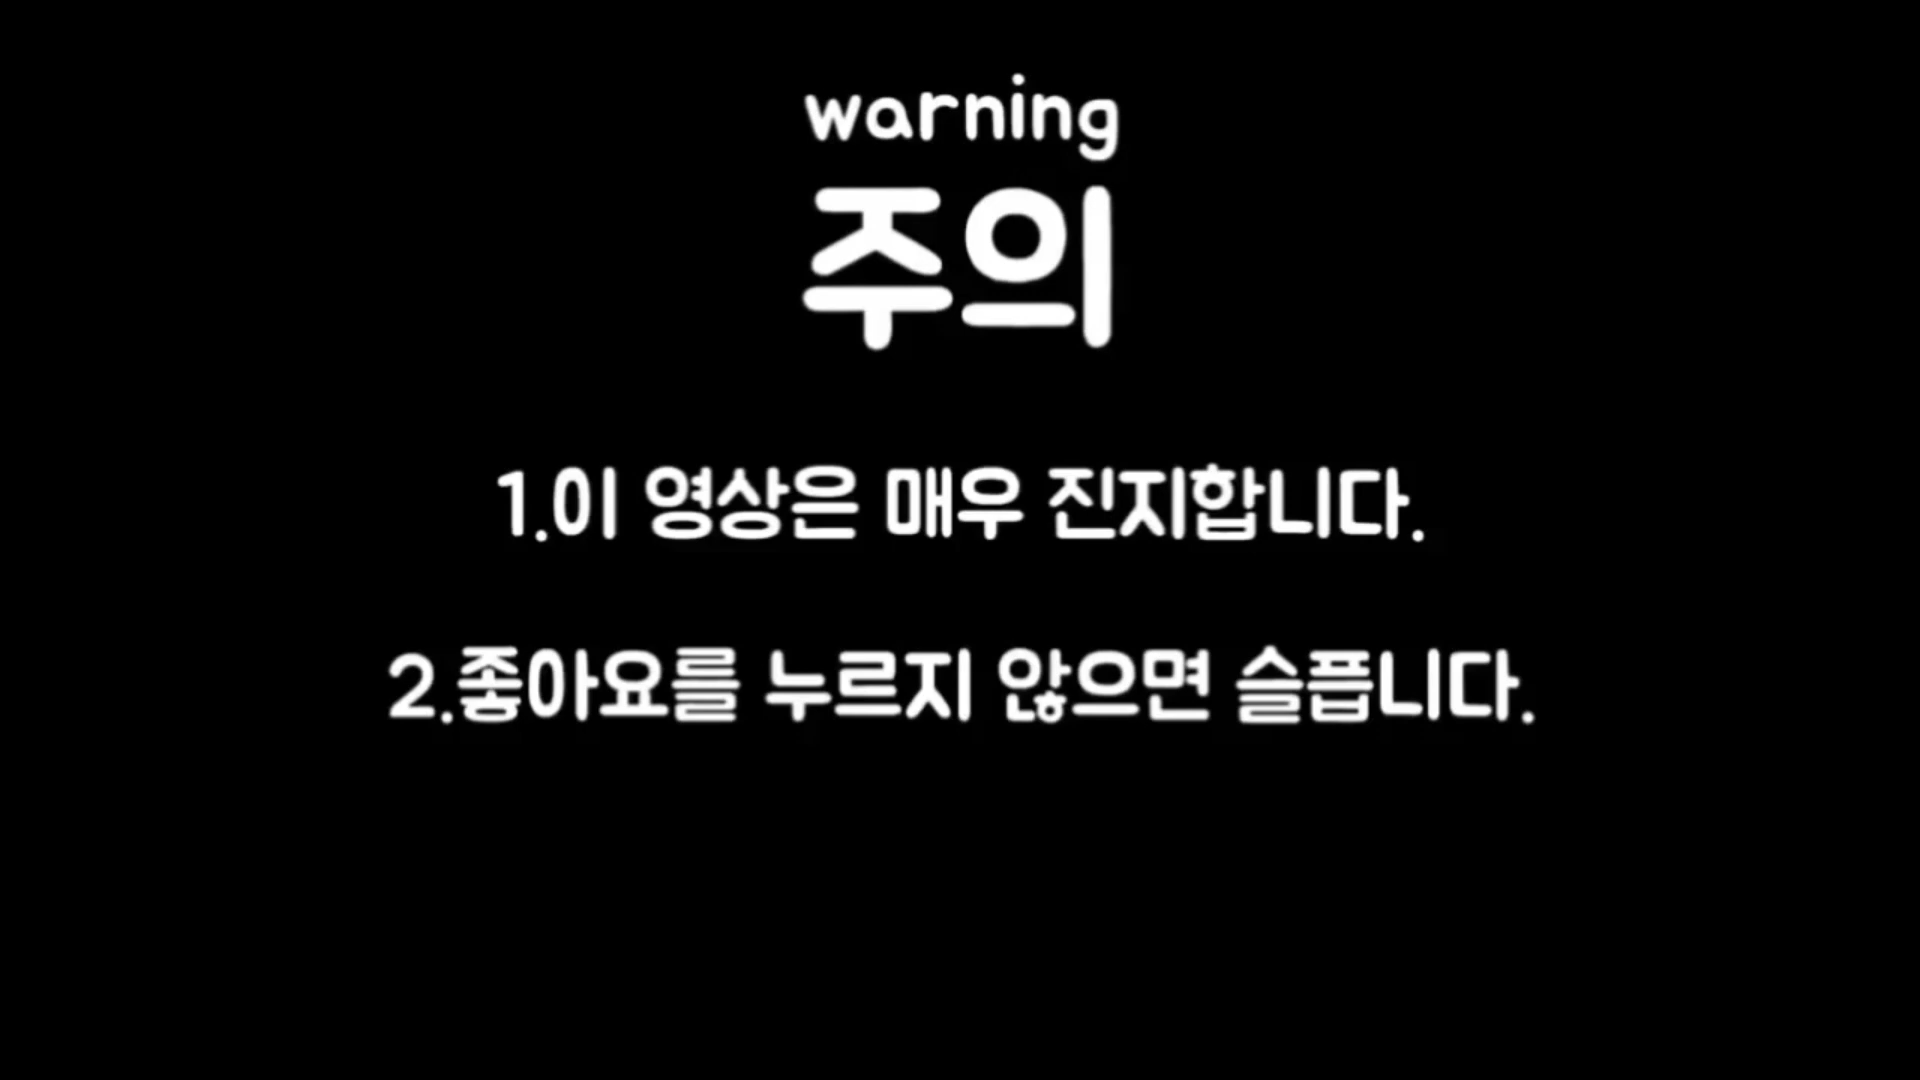 warning
주의
1.이 영상은 매우 진지합니다.
2.좋아요를 누르지 않으면 슬픕니다.